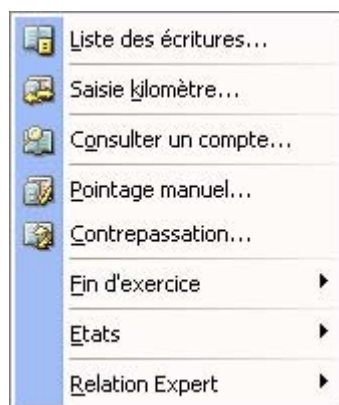 Liste des écritures...
Saisie kilomètre...
Consulter un compte...
Pointage manuel...
Contrepassation...
Fin d'exercice
Etats
Relation Expert